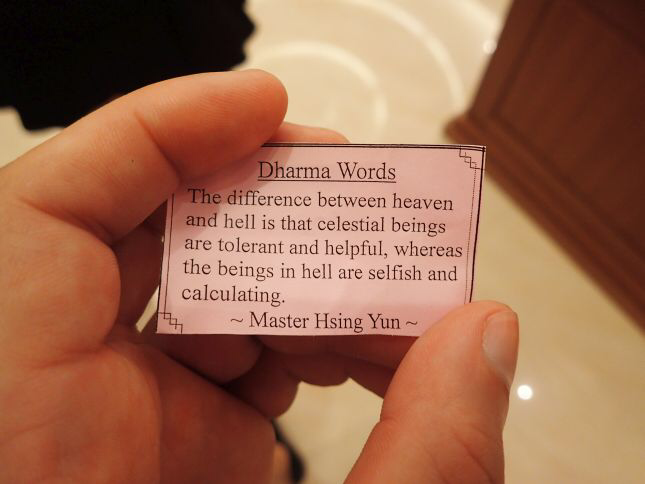 Dharma Words
The difference between heaven
and hell is that celestial beings
are tolerant and helpful, whereas
the beings in hell are selfish and
calculating.
~ Master Hsing Yun ~